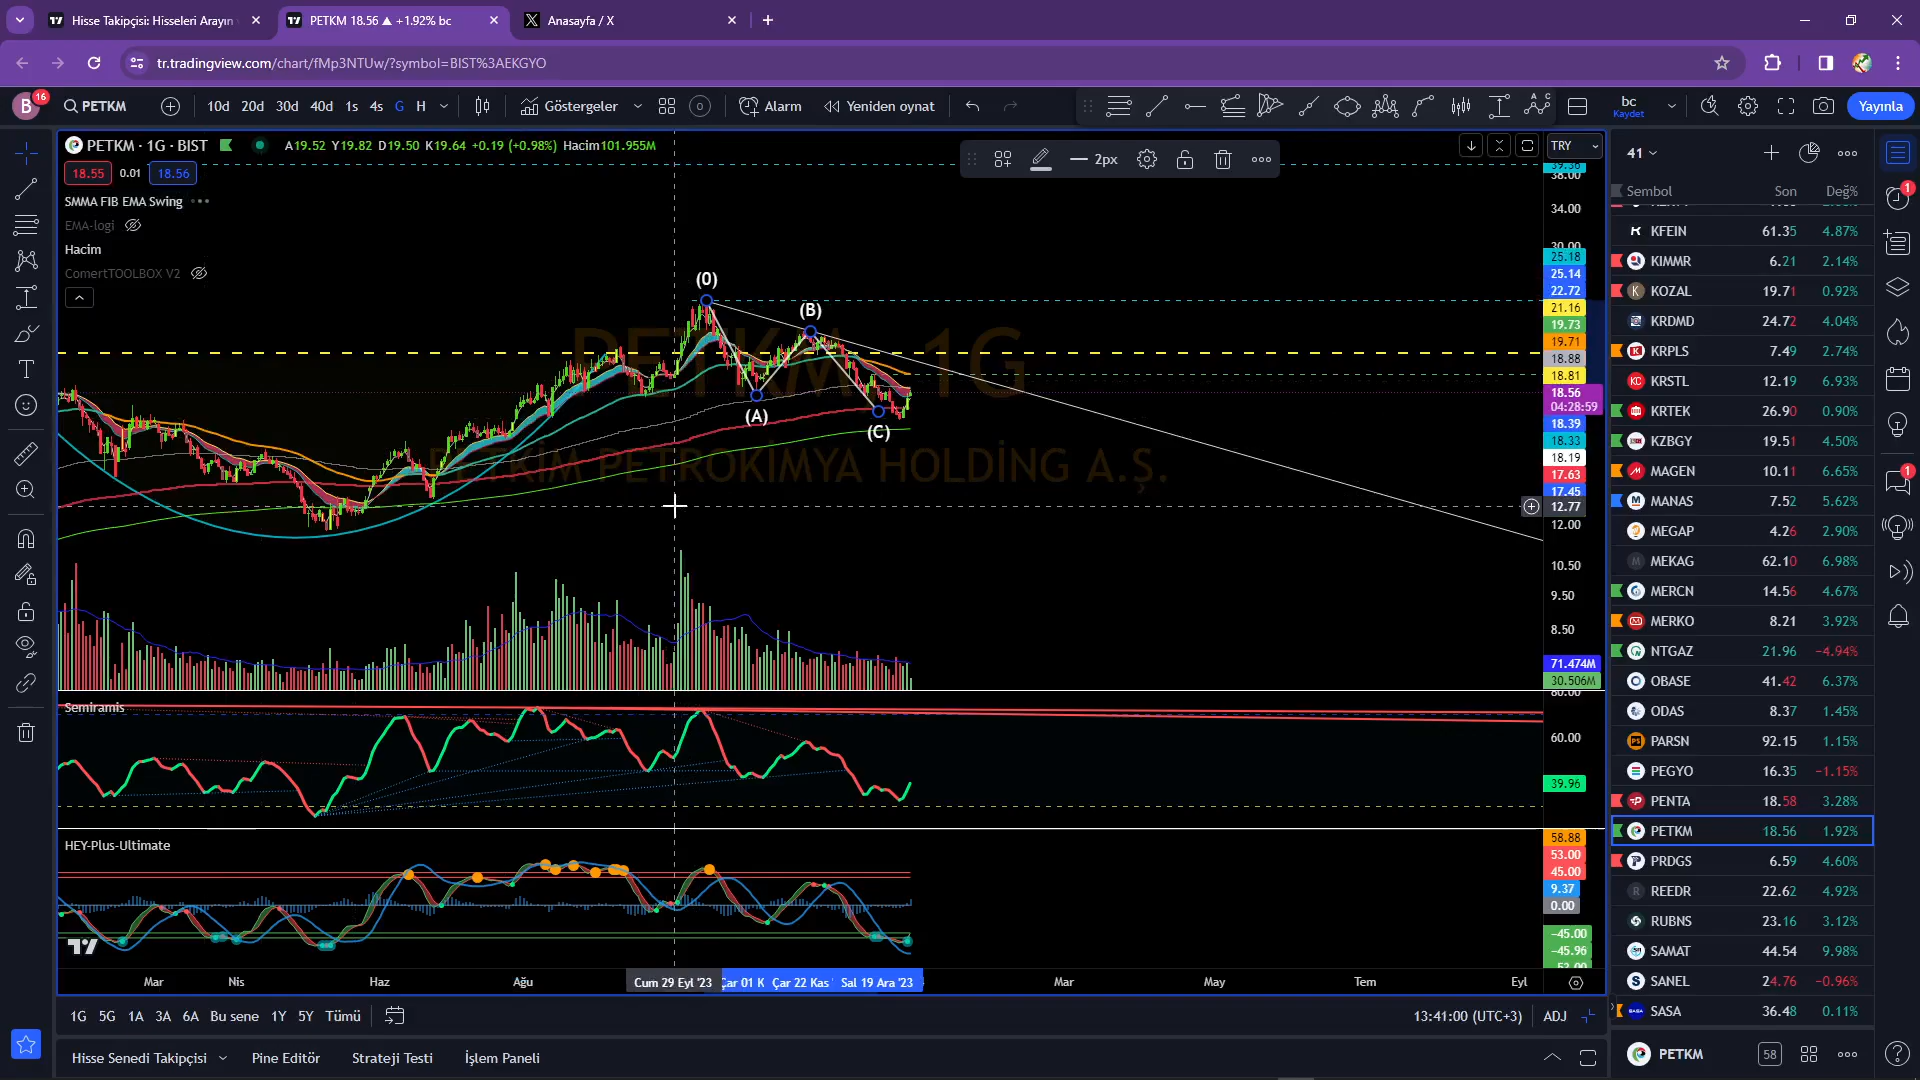 Hisse Takipçisi: Hisseleri Arayın
PETKM 18.56 ▲ +1.92% bc
Anasayfa / X
tr.tradingview.com/chart/fMp3NTUw/?symbol=BIST%3AEKGYO
B 16
PETKM
10d 20d 30d 40d 1s 4s G H
Göstergeler
Alarm
Yeniden oynat
bc
Kaydet
Yayınla
PETKM · 1G · BIST
A19.52 Y19.82 D19.50 K19.64 +0.19 (+0.98%) Hacim101.955M
2px
TRY
18.55 0.01 18.56
SMMA FIB EMA Swing
EMA-logi
Hacim
ComertTOOLBOX V2
PETKM · 1G
PETKİM PETROKİMYA HOLDİNG A.Ş.
(0)
(B)
(A)
(C)
38.00
34.00
30.00
25.18
25.14
22.72
21.16
19.73
19.71
18.88
18.81
18.56
04:28:59
18.39
18.33
18.19
17.63
17.45
12.77
12.00
10.50
9.50
8.50
71.474M
30.506M
80.00
Semiramis
60.00
39.96
HEY-Plus-Ultimate
58.88
53.00
45.00
9.37
0.00
−45.00
−45.96
Mar Nis Haz Ağu Cum 29 Eyl '23 Çar 01 K Çar 22 Kas ' Sal 19 Ara '23 Mar May Tem Eyl
1G 5G 1A 3A 6A Bu sene 1Y 5Y Tümü
13:41:00 (UTC+3) ADJ
Hisse Senedi Takipçisi Pine Editör Strateji Testi İşlem Paneli
41
Sembol Son Değ%
KFEIN 61.35 4.87%
KIMMR 6.21 2.14%
KOZAL 19.71 0.92%
KRDMD 24.72 4.04%
KRPLS 7.49 2.74%
KRSTL 12.19 6.93%
KRTEK 26.90 0.90%
KZBGY 19.51 4.50%
MAGEN 10.11 6.65%
MANAS 7.52 5.62%
MEGAP 4.26 2.90%
MEKAG 62.10 6.98%
MERCN 14.56 4.67%
MERKO 8.21 3.92%
NTGAZ 21.96 −4.94%
OBASE 41.42 6.37%
ODAS 8.37 1.45%
PARSN 92.15 1.15%
PEGYO 16.35 −1.15%
PENTA 18.58 3.28%
PETKM 18.56 1.92%
PRDGS 6.59 4.60%
REEDR 22.62 4.92%
RUBNS 23.16 3.12%
SAMAT 44.54 9.98%
SANEL 24.76 −0.96%
SASA 36.48 0.11%
PETKM 58
1
1